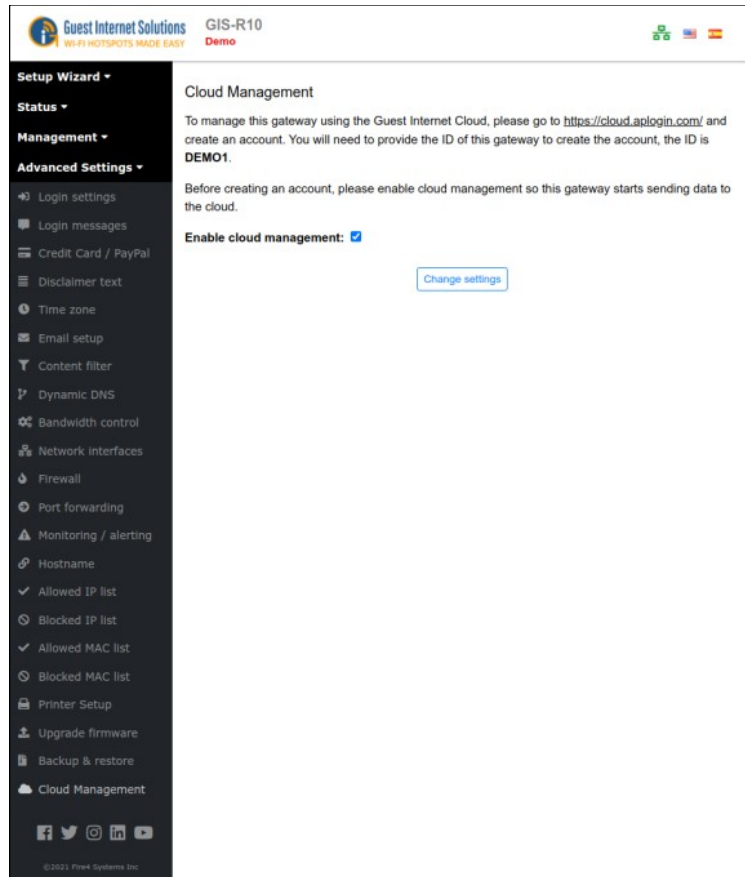 Guest Internet Solutions
WI-FI HOTSPOTS MADE EASY
GIS-R10
Demo
Setup Wizard
Status
Management
Advanced Settings
Login settings
Login messages
Credit Card / PayPal
Disclaimer text
Time zone
Email setup
Content filter
Dynamic DNS
Bandwidth control
Network interfaces
Firewall
Port forwarding
Monitoring / alerting
Hostname
Allowed IP list
Blocked IP list
Allowed MAC list
Blocked MAC list
Printer Setup
Upgrade firmware
Backup & restore
Cloud Management
©2021 Fire4 Systems Inc
Cloud Management
To manage this gateway using the Guest Internet Cloud, please go to https://cloud.aplogin.com/ and
create an account. You will need to provide the ID of this gateway to create the account, the ID is
DEMO1.
Before creating an account, please enable cloud management so this gateway starts sending data to
the cloud.
Enable cloud management:
Change settings